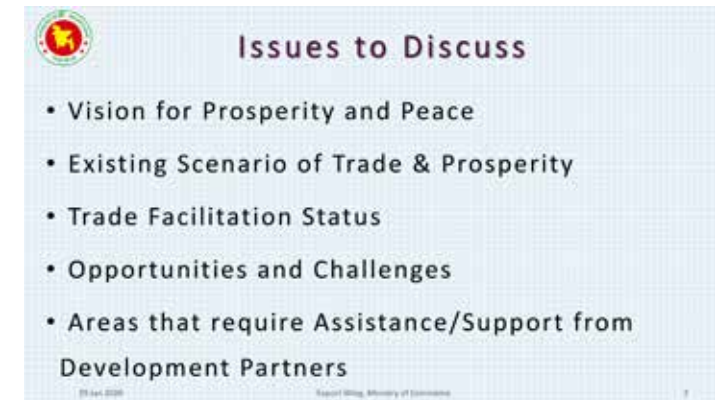 Issues to Discuss
• Vision for Prosperity and Peace
• Existing Scenario of Trade & Prosperity
• Trade Facilitation Status
• Opportunities and Challenges
• Areas that require Assistance/Support from
Development Partners
Export Wing, Ministry of Commerce